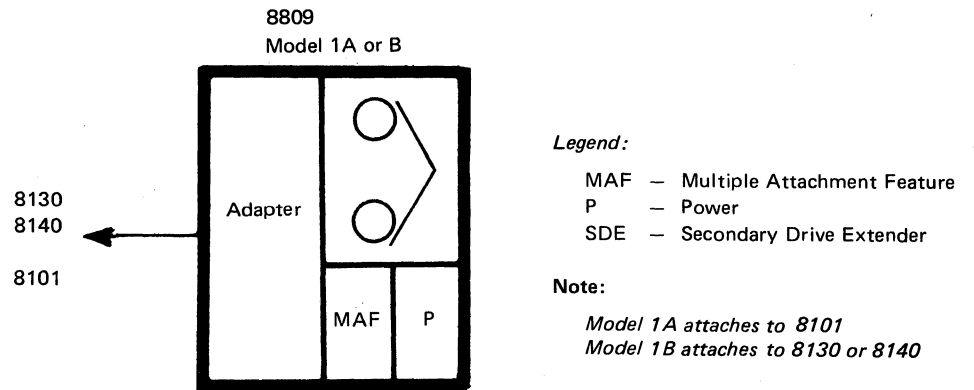 8809
Model 1A or B
8130
8140
8101
Adapter
MAF
P
Legend:
MAF — Multiple Attachment Feature
P — Power
SDE — Secondary Drive Extender
Note:
Model 1A attaches to 8101
Model 1B attaches to 8130 or 8140